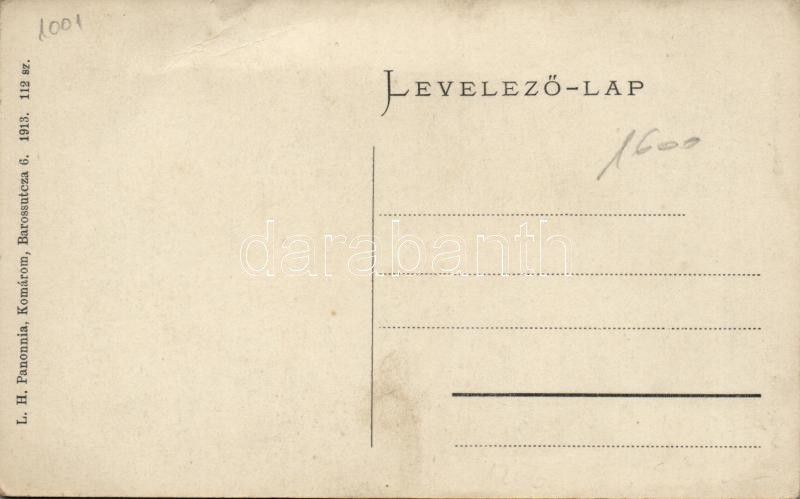 1001
LEVELEZŐ-LAP
1600
darabanth
L. H. Panonnia, Komárom, Barossutcza 6. 1913. 112 sz.